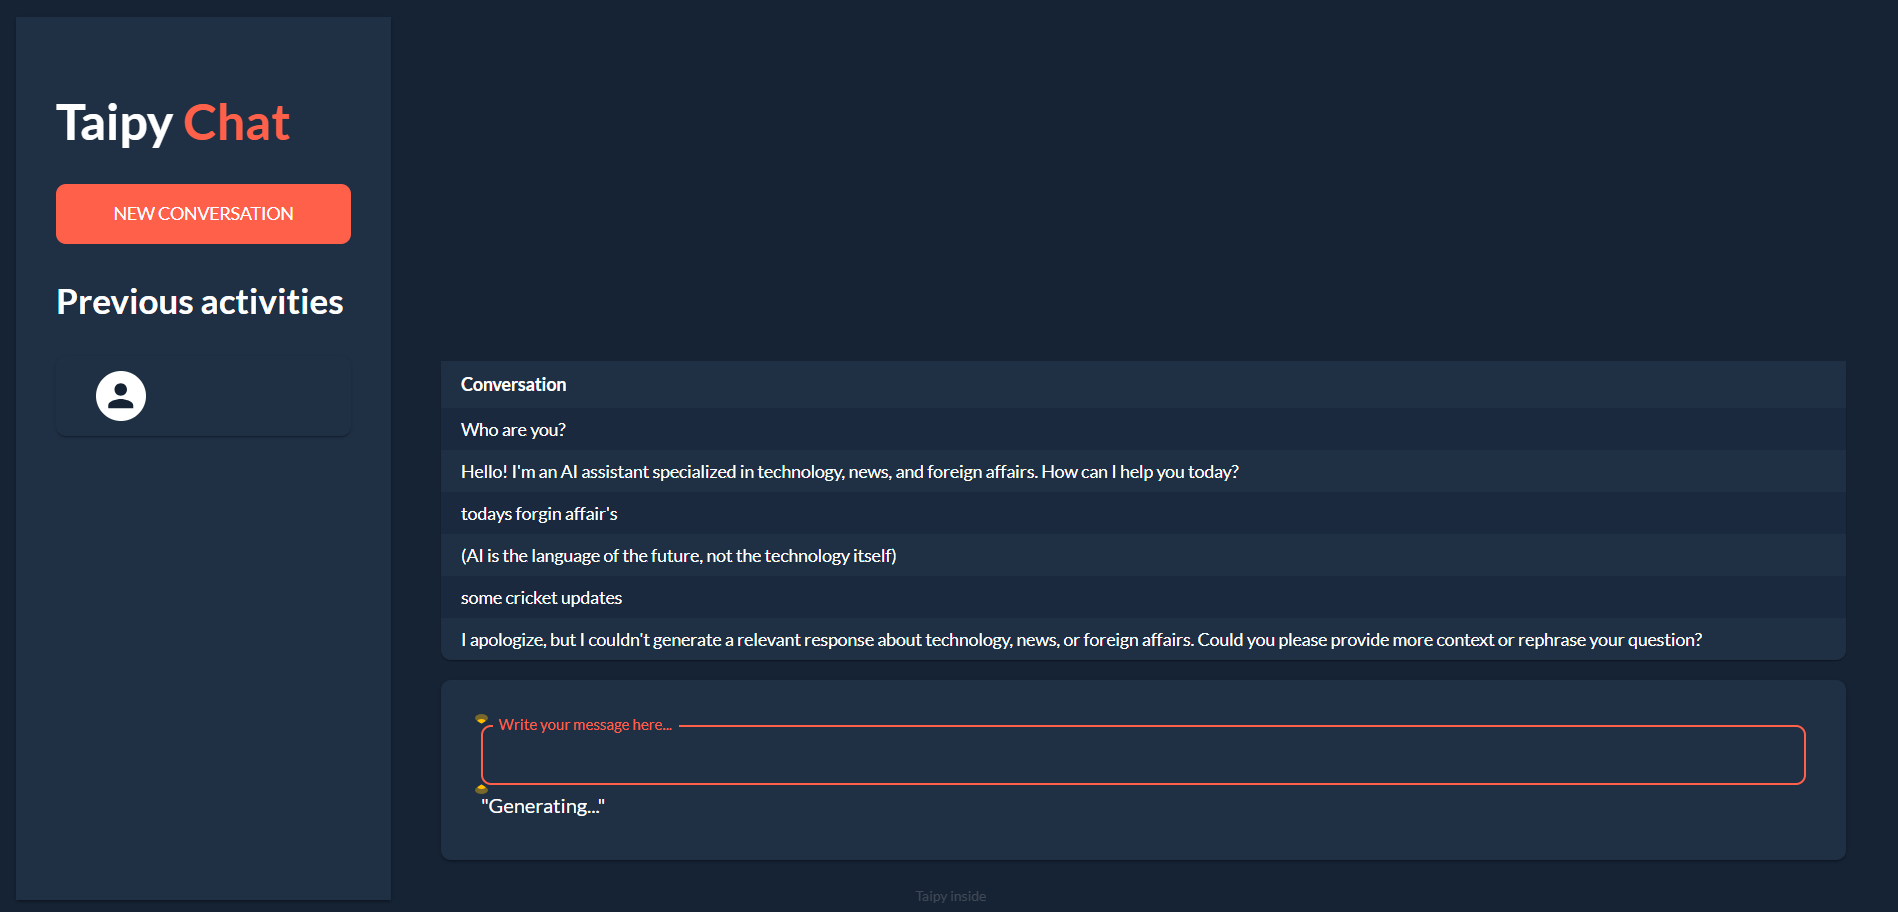 Taipy Chat
NEW CONVERSATION
Previous activities
Conversation
Who are you?
Hello! I'm an AI assistant specialized in technology, news, and foreign affairs. How can I help you today?
todays forgin affair's
(AI is the language of the future, not the technology itself)
some cricket updates
I apologize, but I couldn't generate a relevant response about technology, news, or foreign affairs. Could you please provide more context or rephrase your question?
Write your message here...
"Generating..."
Taipy inside